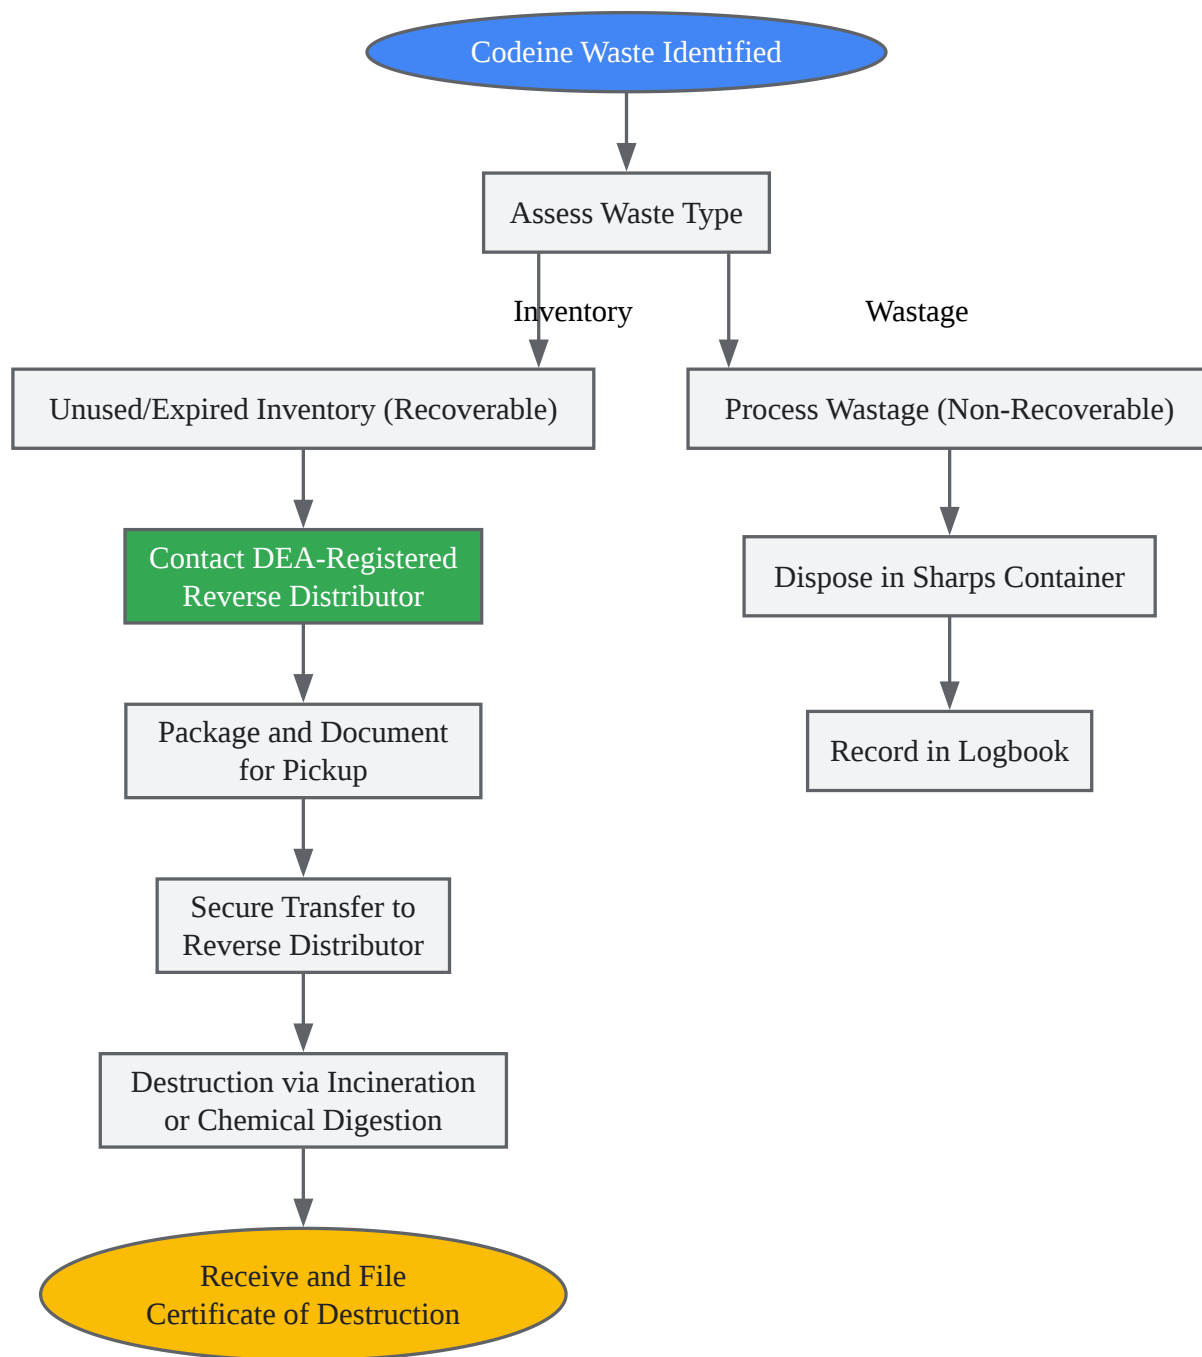 Codeine Waste Identified
Assess Waste Type
Inventory
Wastage
Unused/Expired Inventory (Recoverable)
Process Wastage (Non-Recoverable)
Contact DEA-Registered
Reverse Distributor
Dispose in Sharps Container
Package and Document
for Pickup
Record in Logbook
Secure Transfer to
Reverse Distributor
Destruction via Incineration
or Chemical Digestion
Receive and File
Certificate of Destruction